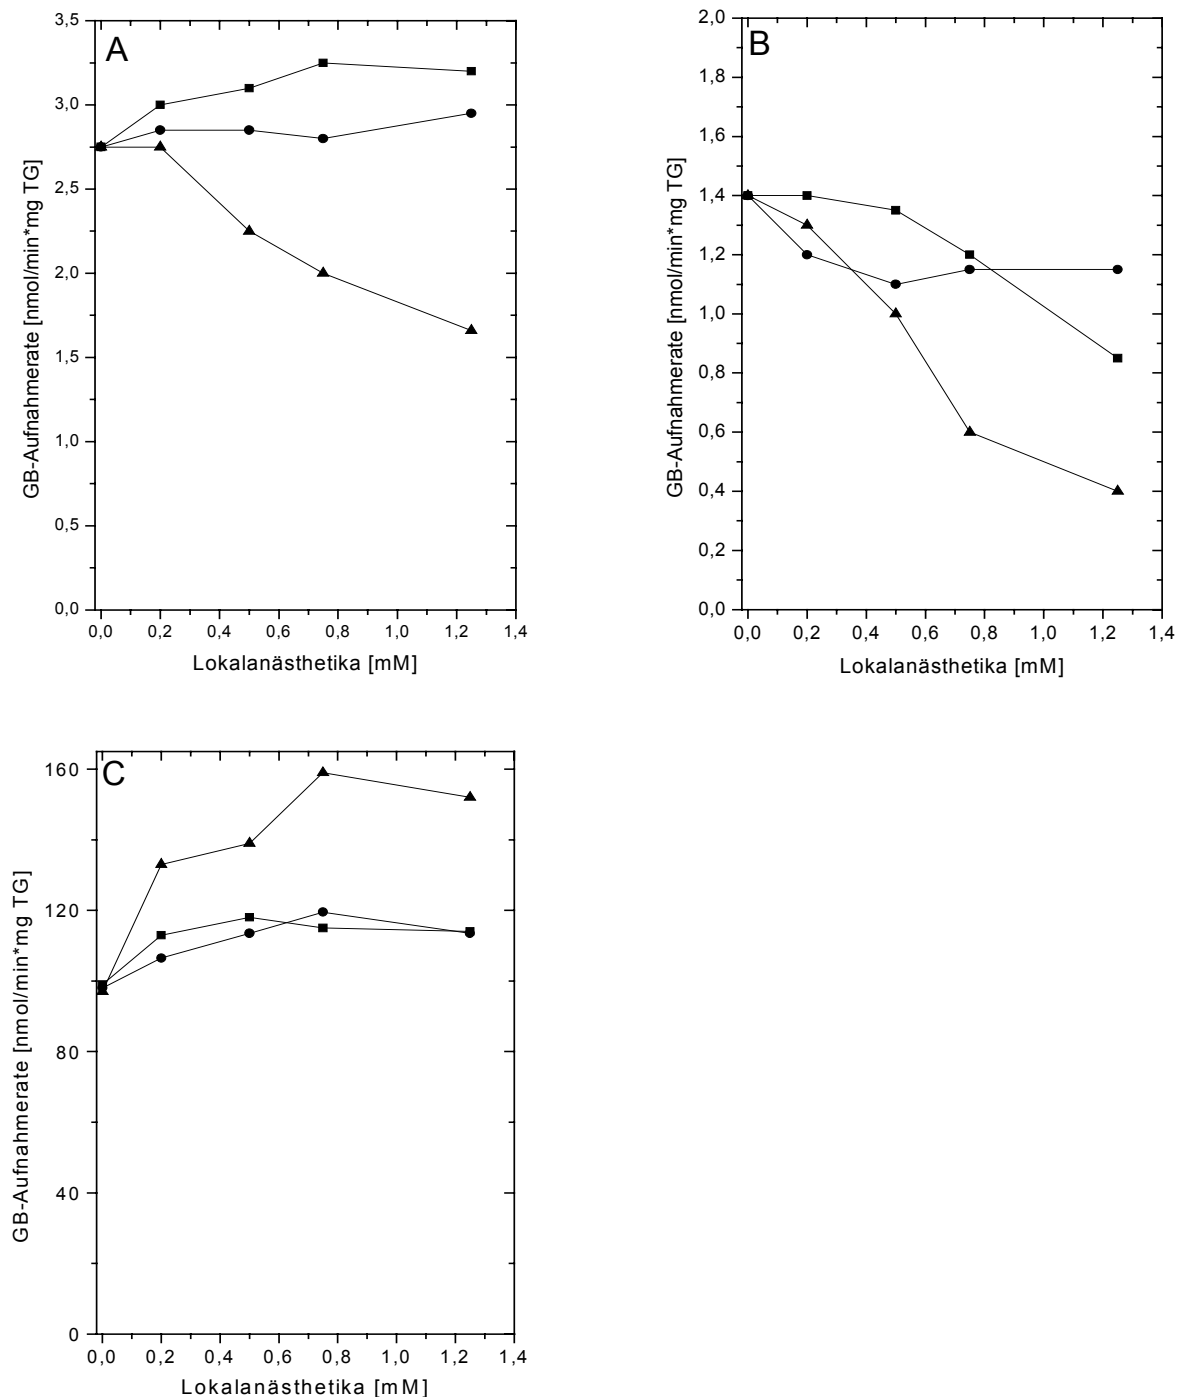 A
3,5
3,0
2,5
2,0
1,5
1,0
0,5
0,0
GB-Aufnahmerate [nmol/min*mg TG]
0,0 0,2 0,4 0,6 0,8 1,0 1,2 1,4
Lokalanästhetika [mM]
B
2,0
1,8
1,6
1,4
1,2
1,0
0,8
0,6
0,4
0,2
0,0
GB-Aufnahmerate [nmol/min*mg TG]
0,0 0,2 0,4 0,6 0,8 1,0 1,2 1,4
Lokalanästhetika [mM]
C
160
120
80
40
0
GB-Aufnahmerate [nmol/min*mg TG]
0,0 0,2 0,4 0,6 0,8 1,0 1,2 1,4
Lokalanästhetika [mM]